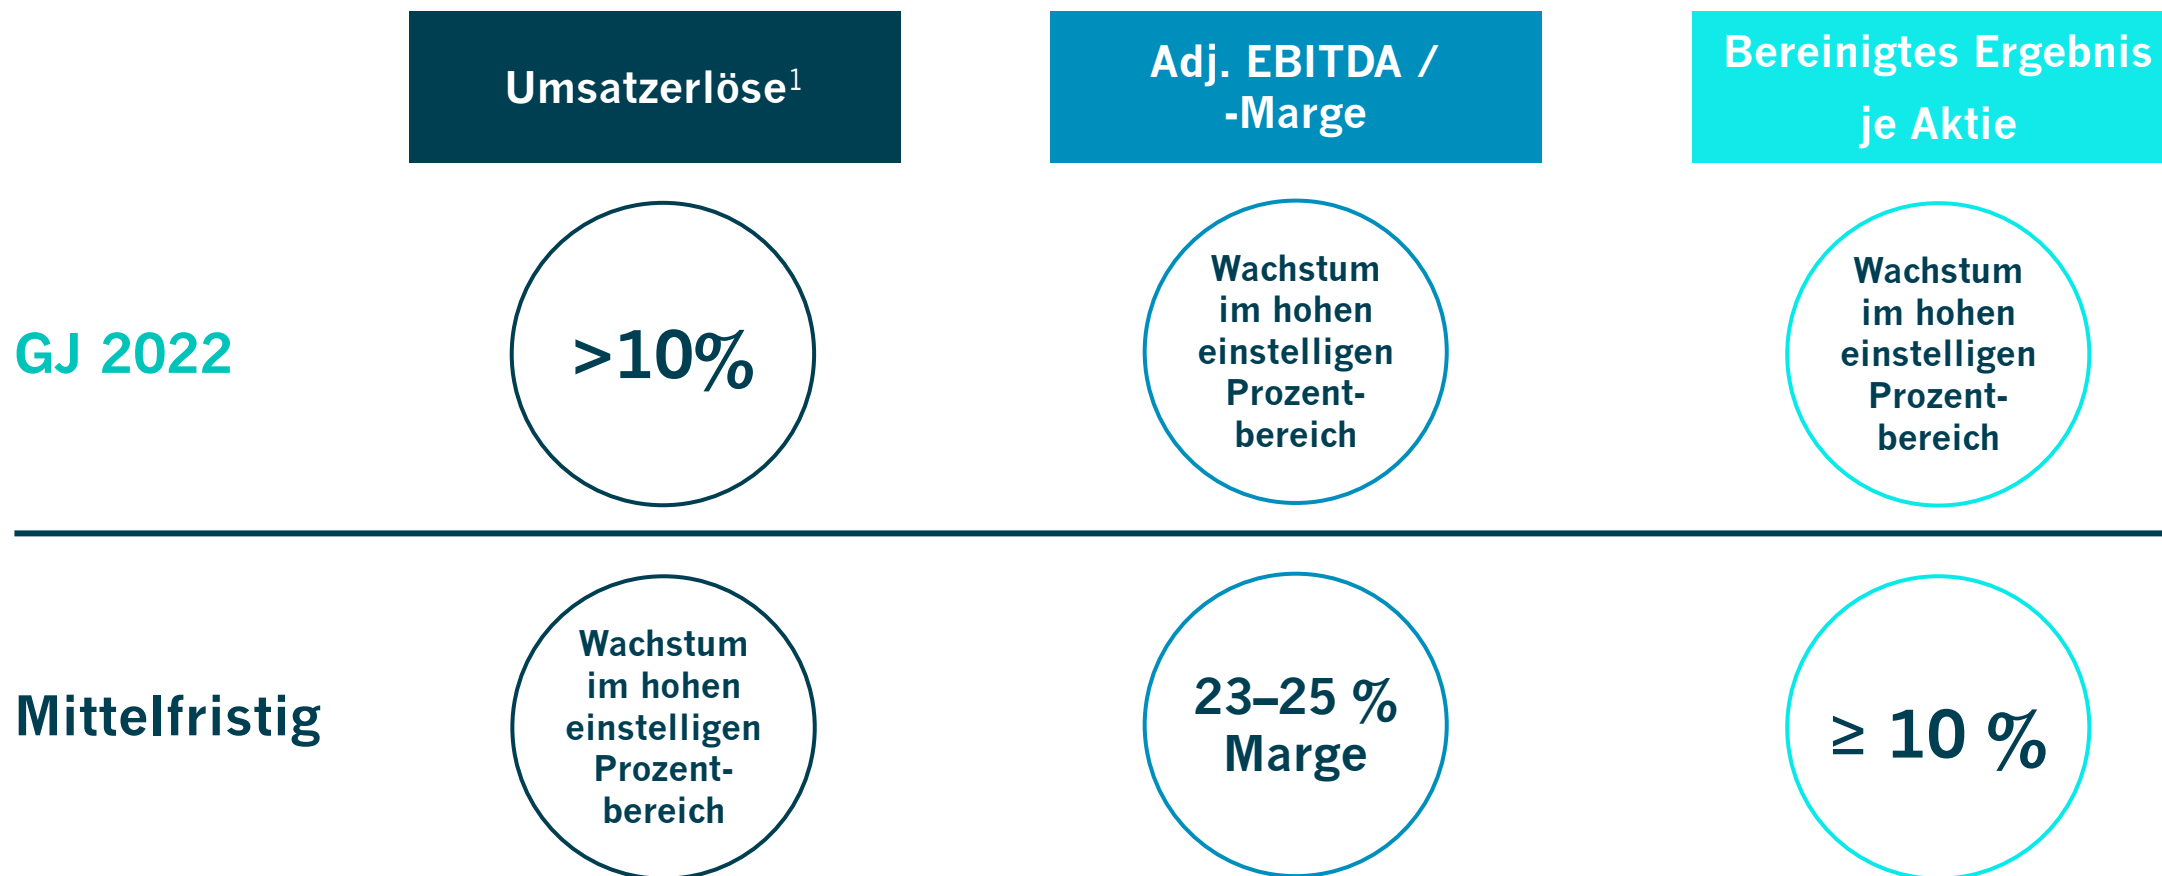 Umsatzerlöse¹
Adj. EBITDA /
-Marge
Bereinigtes Ergebnis
je Aktie
GJ 2022
>10%
Wachstum
im hohen
einstelligen
Prozent-
bereich
Wachstum
im hohen
einstelligen
Prozent-
bereich
Mittelfristig
Wachstum
im hohen
einstelligen
Prozent-
bereich
23–25 %
Marge
≥ 10 %